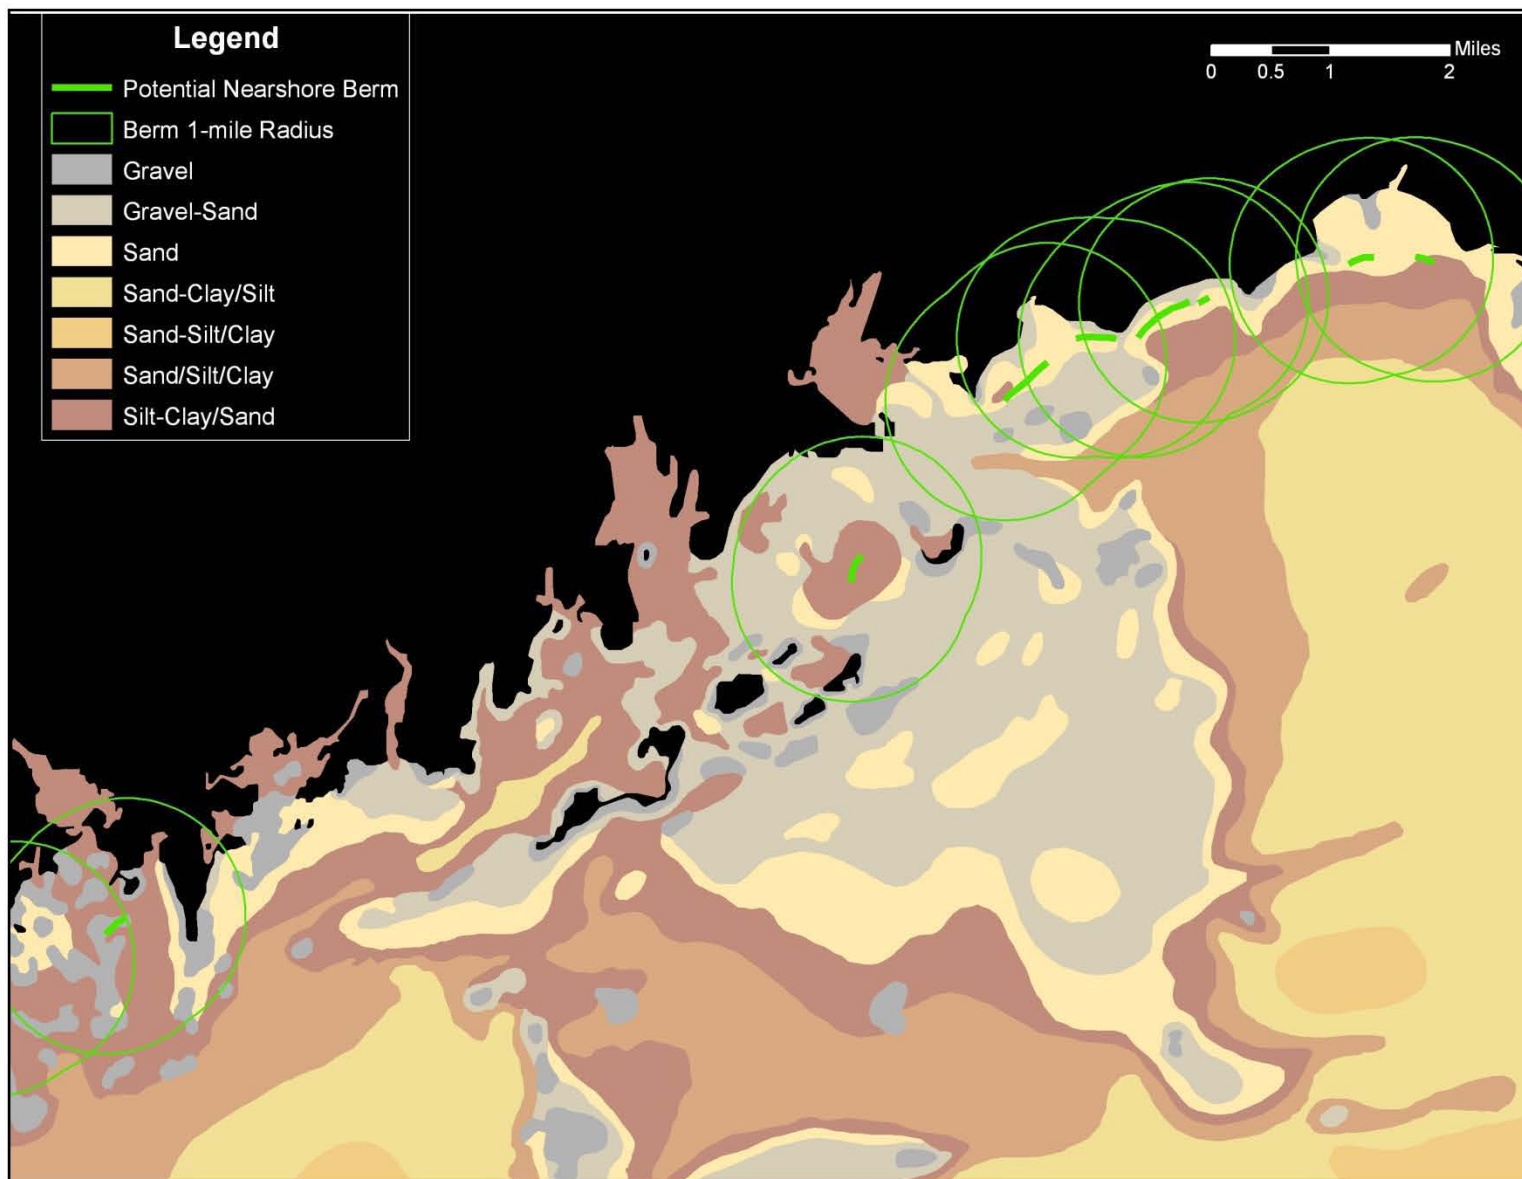 Legend
Potential Nearshore Berm
Berm 1-mile Radius
Gravel
Gravel-Sand
Sand
Sand-Clay/Silt
Sand-Silt/Clay
Sand/Silt/Clay
Silt-Clay/Sand
Miles
0 0.5 1 2